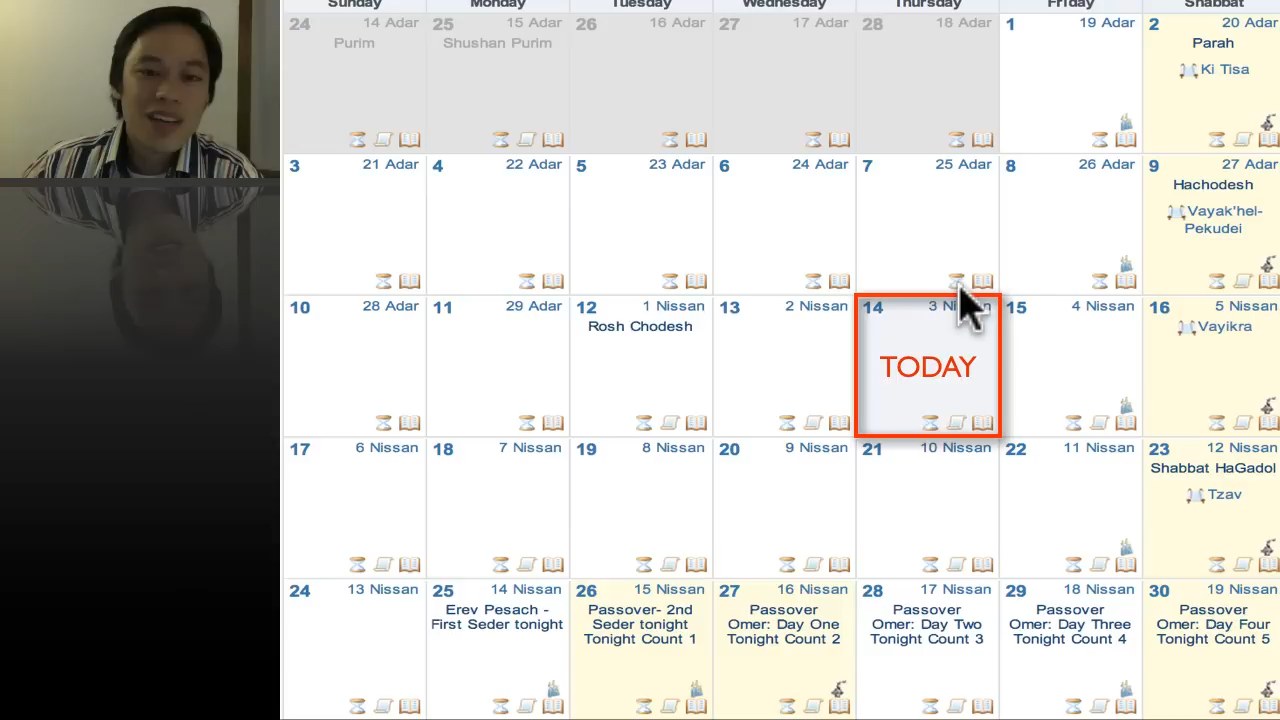 Sunday Monday Tuesday Wednesday Thursday Friday Shabbat
24 14 Adar
Purim
25 15 Adar
Shushan Purim
26 16 Adar
27 17 Adar
28 18 Adar
1 19 Adar
2 20 Adar
Parah
Ki Tisa
3 21 Adar
4 22 Adar
5 23 Adar
6 24 Adar
7 25 Adar
8 26 Adar
9 27 Adar
Hachodesh
Vayak'hel-
Pekudei
10 28 Adar
11 29 Adar
12 1 Nissan
Rosh Chodesh
13 2 Nissan
14 3 Nissan
TODAY
15 4 Nissan
16 5 Nissan
Vayikra
17 6 Nissan
18 7 Nissan
19 8 Nissan
20 9 Nissan
21 10 Nissan
22 11 Nissan
23 12 Nissan
Shabbat HaGadol
Tzav
24 13 Nissan
25 14 Nissan
Erev Pesach -
First Seder tonight
26 15 Nissan
Passover- 2nd
Seder tonight
Tonight Count 1
27 16 Nissan
Passover
Omer: Day One
Tonight Count 2
28 17 Nissan
Passover
Omer: Day Two
Tonight Count 3
29 18 Nissan
Passover
Omer: Day Three
Tonight Count 4
30 19 Nissan
Passover
Omer: Day Four
Tonight Count 5